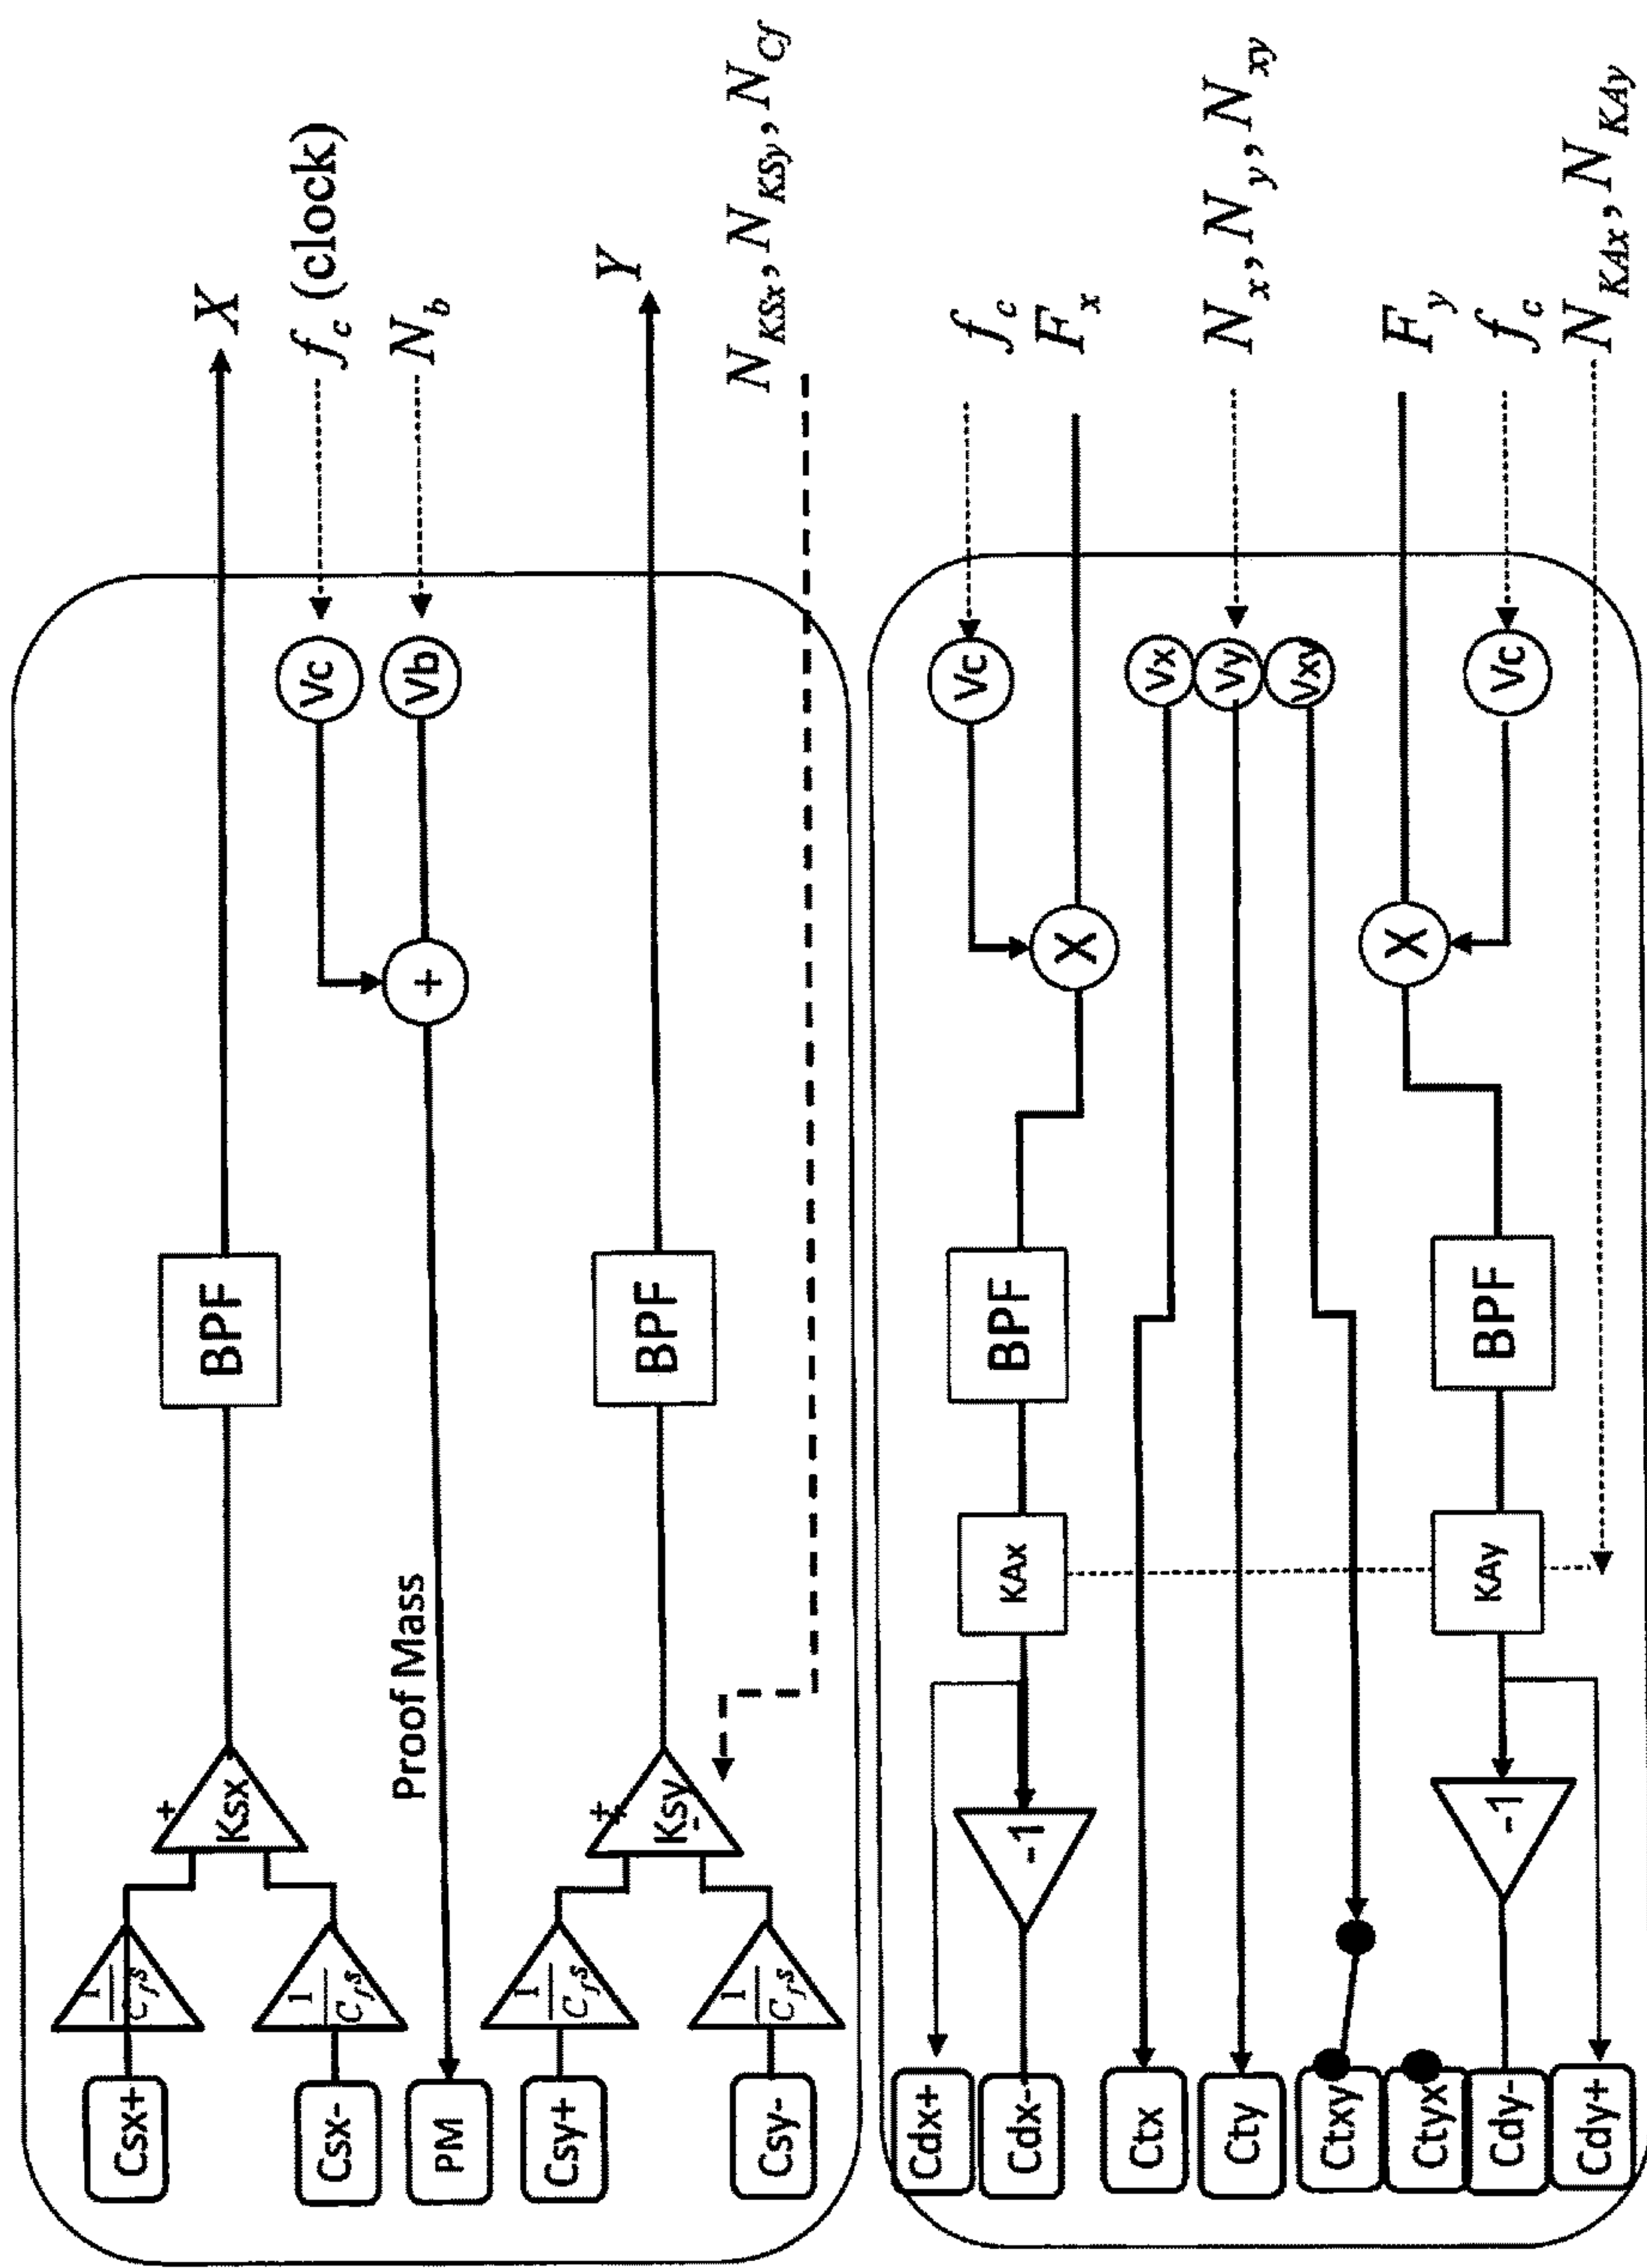 Csx+
1
C_f s
+
Ksx
BPF
X
Csx-
1
C_f s
Vc
f_c (clock)
PM
Proof Mass
+
Vb
N_b
Csy+
1
C_f s
+
Ksy
-
BPF
Y
Csy-
1
C_f s
N_KSx, N_KSy, N_Cf
Cdx+
Vc
f_c
Cdx-
-1
KAx
BPF
X
F_x
Ctx
Vx
Cty
Vy
N_x, N_y, N_xy
Ctxy
Vxy
Ctyx
X
F_y
Cdy-
-1
KAy
BPF
Vc
f_c
Cdy+
N_KAx, N_KAy